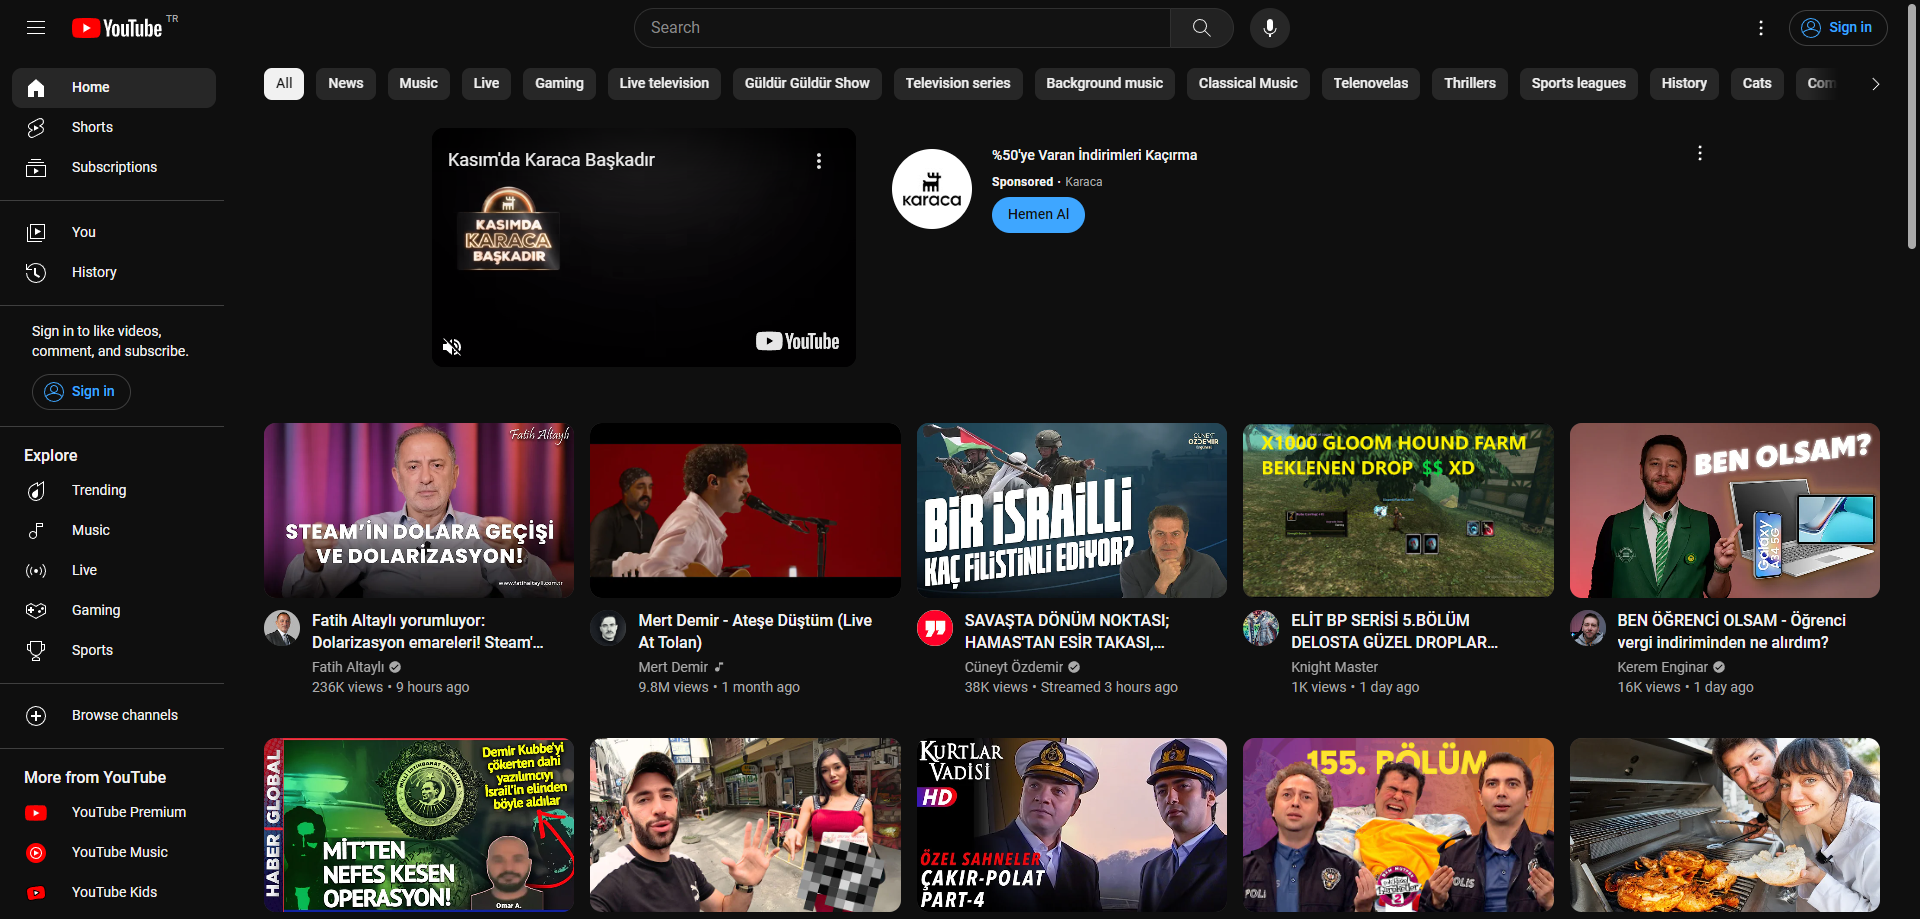 YouTube TR
Search
Sign in
Home
Shorts
Subscriptions
You
History
Sign in to like videos,
comment, and subscribe.
Sign in
Explore
Trending
Music
Live
Gaming
Sports
Browse channels
More from YouTube
YouTube Premium
YouTube Music
YouTube Kids
All
News
Music
Live
Gaming
Live television
Güldür Güldür Show
Television series
Background music
Classical Music
Telenovelas
Thrillers
Sports leagues
History
Cats
Com
Kasım'da Karaca Başkadır
KASIMDA
KARACA
BAŞKADIR
YouTube
karaca
%50'ye Varan İndirimleri Kaçırma
Sponsored · Karaca
Hemen Al
Fatih Altaylı
STEAM'İN DOLARA GEÇİŞİ
VE DOLARİZASYON!
www.fatihaltayli.com.tr
Fatih Altaylı yorumluyor:
Dolarizasyon emareleri! Steam'...
Fatih Altaylı
236K views • 9 hours ago
Mert Demir - Ateşe Düştüm (Live
At Tolan)
Mert Demir
9.8M views • 1 month ago
CÜNEYT
ÖZDEMİR
BİR İSRAİLLİ
KAÇ FİLİSTİNLİ EDİYOR?
SAVAŞTA DÖNÜM NOKTASI;
HAMAS'TAN ESİR TAKASI,...
Cüneyt Özdemir
38K views • Streamed 3 hours ago
X1000 GLOOM HOUND FARM
BEKLENEN DROP $$ XD
ELİT BP SERİSİ 5.BÖLÜM
DELOSTA GÜZEL DROPLAR...
Knight Master
1K views • 1 day ago
BEN OLSAM?
Galaxy
A34 5G
BEN ÖĞRENCİ OLSAM - Öğrenci
vergi indiriminden ne alırdım?
Kerem Enginar
16K views • 1 day ago
HABER GLOBAL
Demir Kubbe'yi
çökerten dahi
yazılımcıyı
İsrail'in elinden
böyle aldılar
MİT'TEN
NEFES KESEN
OPERASYON!
Omar A.
KURTLAR
VADİSİ
HD
ÖZEL SAHNELER
ÇAKIR-POLAT
PART-4
155. BÖLÜM
POLİ
POLIS